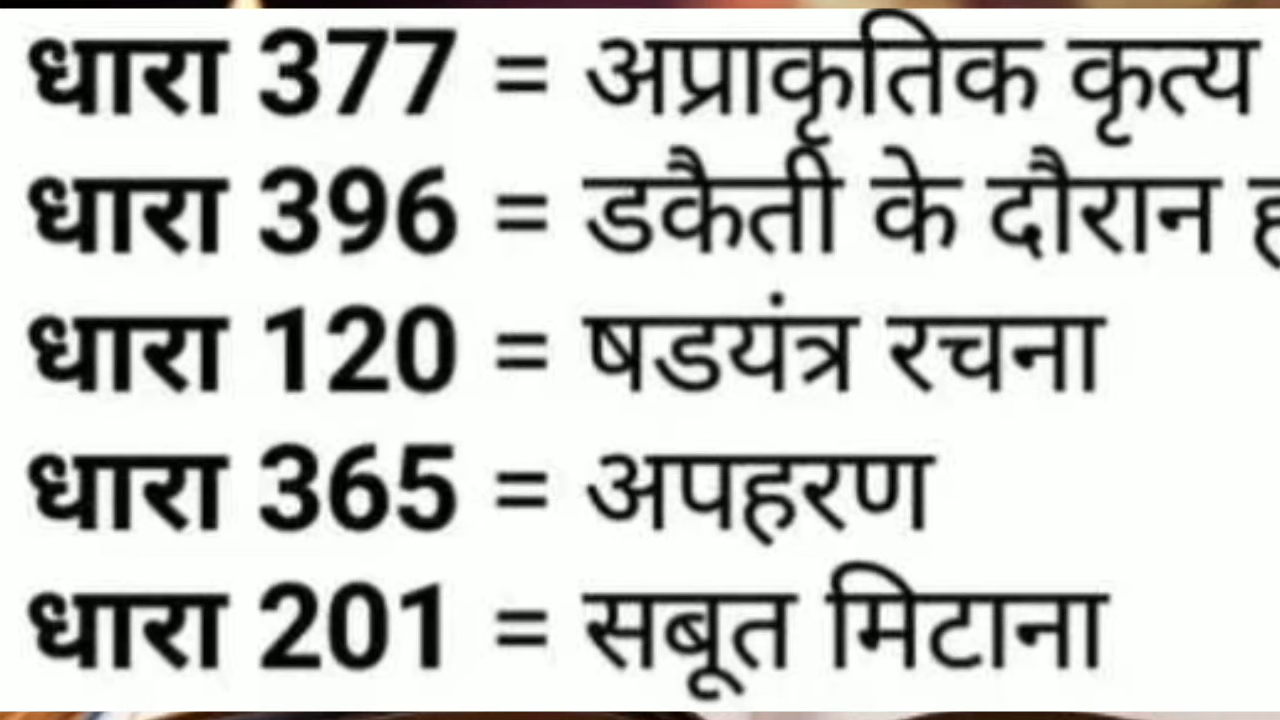 धारा 377 = अप्राकृतिक कृत्य
धारा 396 = डकैती के दौरान
धारा 120 = षडयंत्र रचना
धारा 365 = अपहरण
धारा 201 = सबूत मिटाना